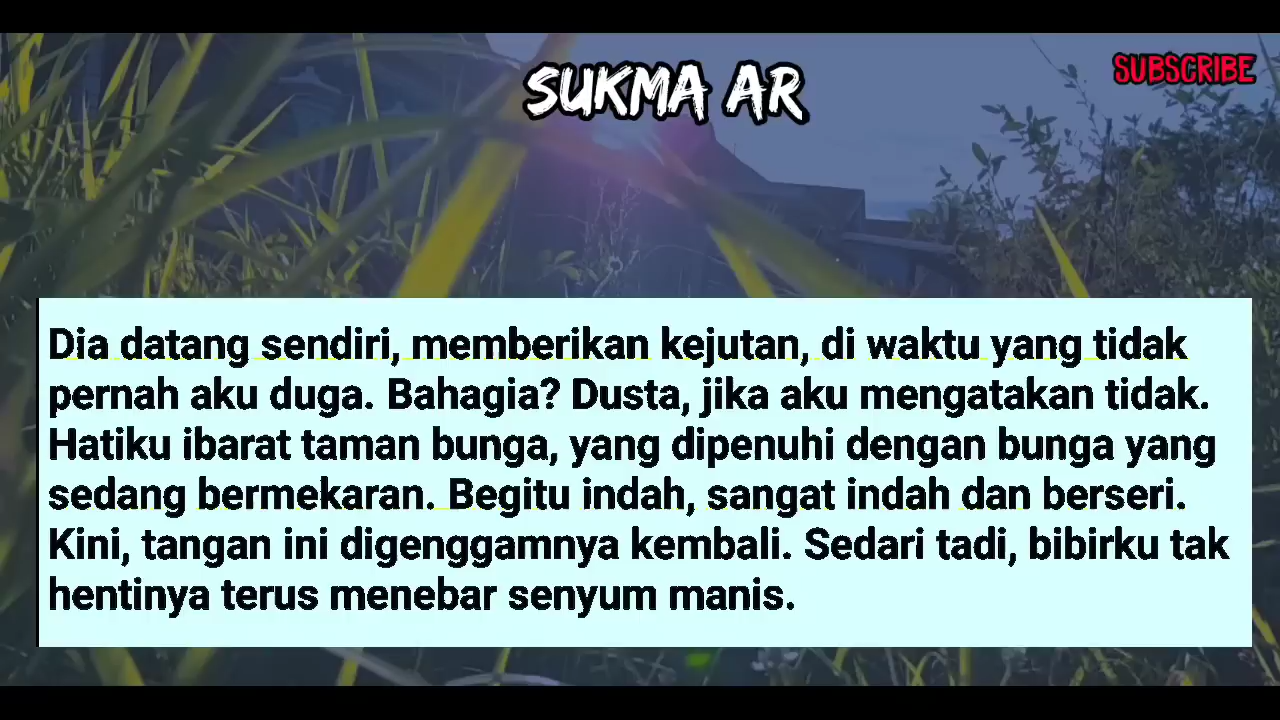 SUKMA AR
SUBSCRIBE
Dia datang sendiri, memberikan kejutan, di waktu yang tidak
pernah aku duga. Bahagia? Dusta, jika aku mengatakan tidak.
Hatiku ibarat taman bunga, yang dipenuhi dengan bunga yang
sedang bermekaran. Begitu indah, sangat indah dan berseri.
Kini, tangan ini digenggamnya kembali. Sedari tadi, bibirku tak
hentinya terus menebar senyum manis.